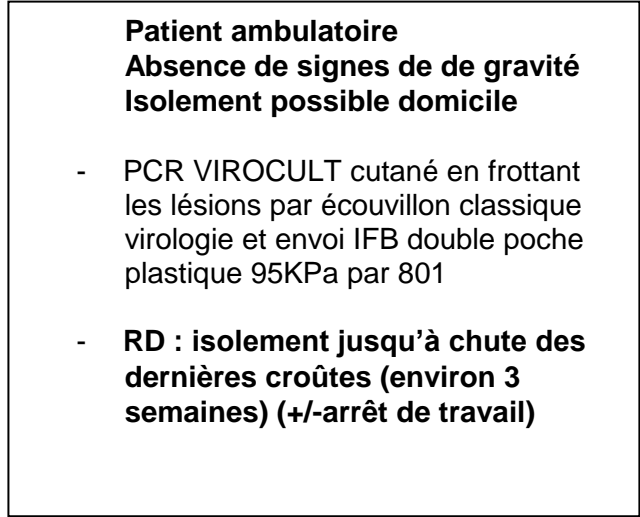 Patient ambulatoire
Absence de signes de de gravité
Isolement possible domicile
- PCR VIROCULT cutané en frottant
les lésions par écouvillon classique
virologie et envoi IFB double poche
plastique 95KPa par 801
- RD : isolement jusqu'à chute des
dernières croûtes (environ 3
semaines) (+/-arrêt de travail)